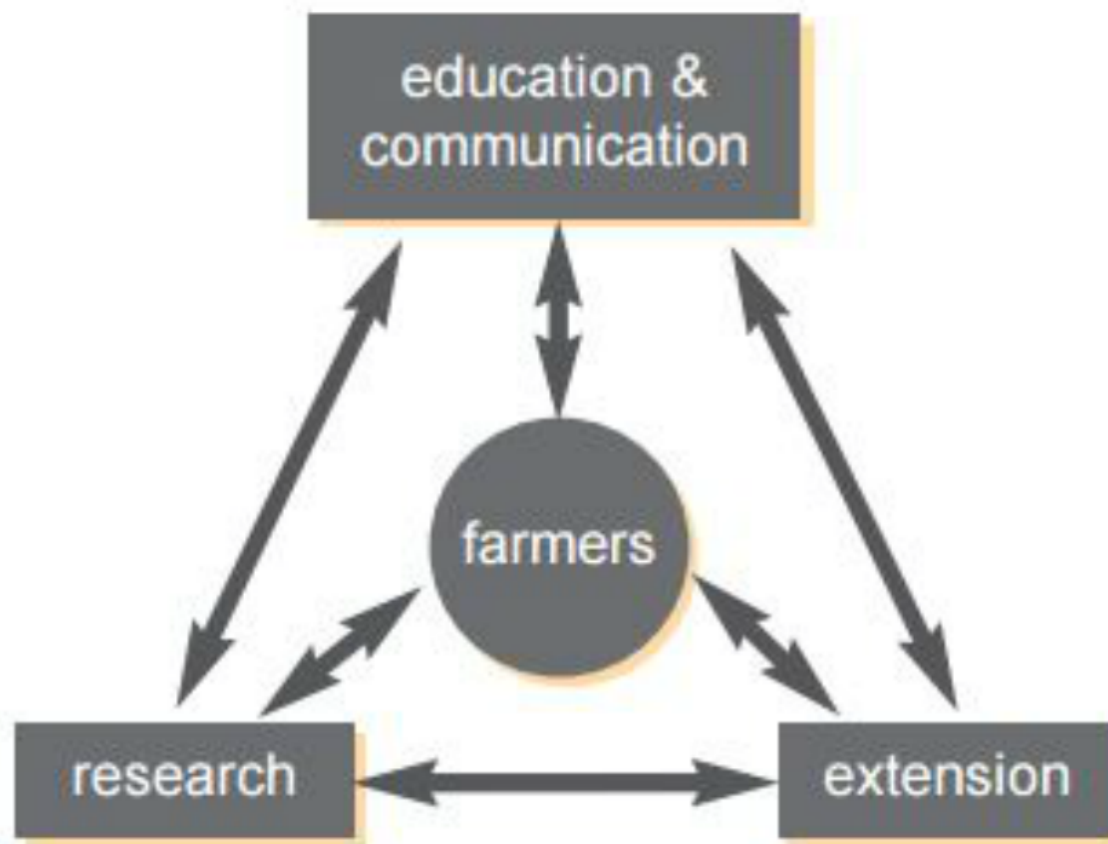 education &
communication
farmers
research
extension